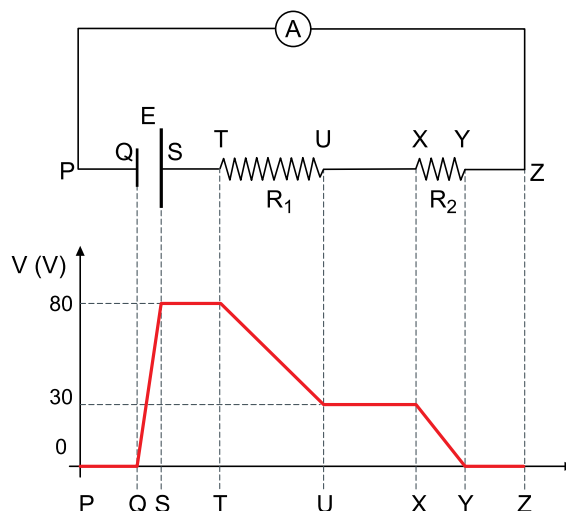 A
E
Q S T U X Y
P Z
R₁ R₂
V (V)
80
30
0
P Q S T U X Y Z